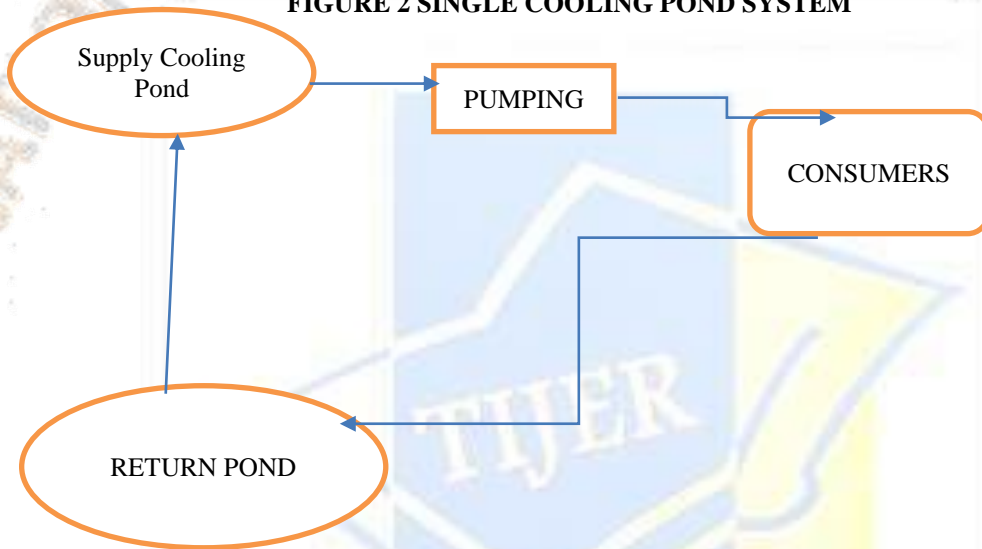 FIGURE 2 SINGLE COOLING POND SYSTEM
Supply Cooling
Pond
PUMPING
CONSUMERS
RETURN POND
TIJER